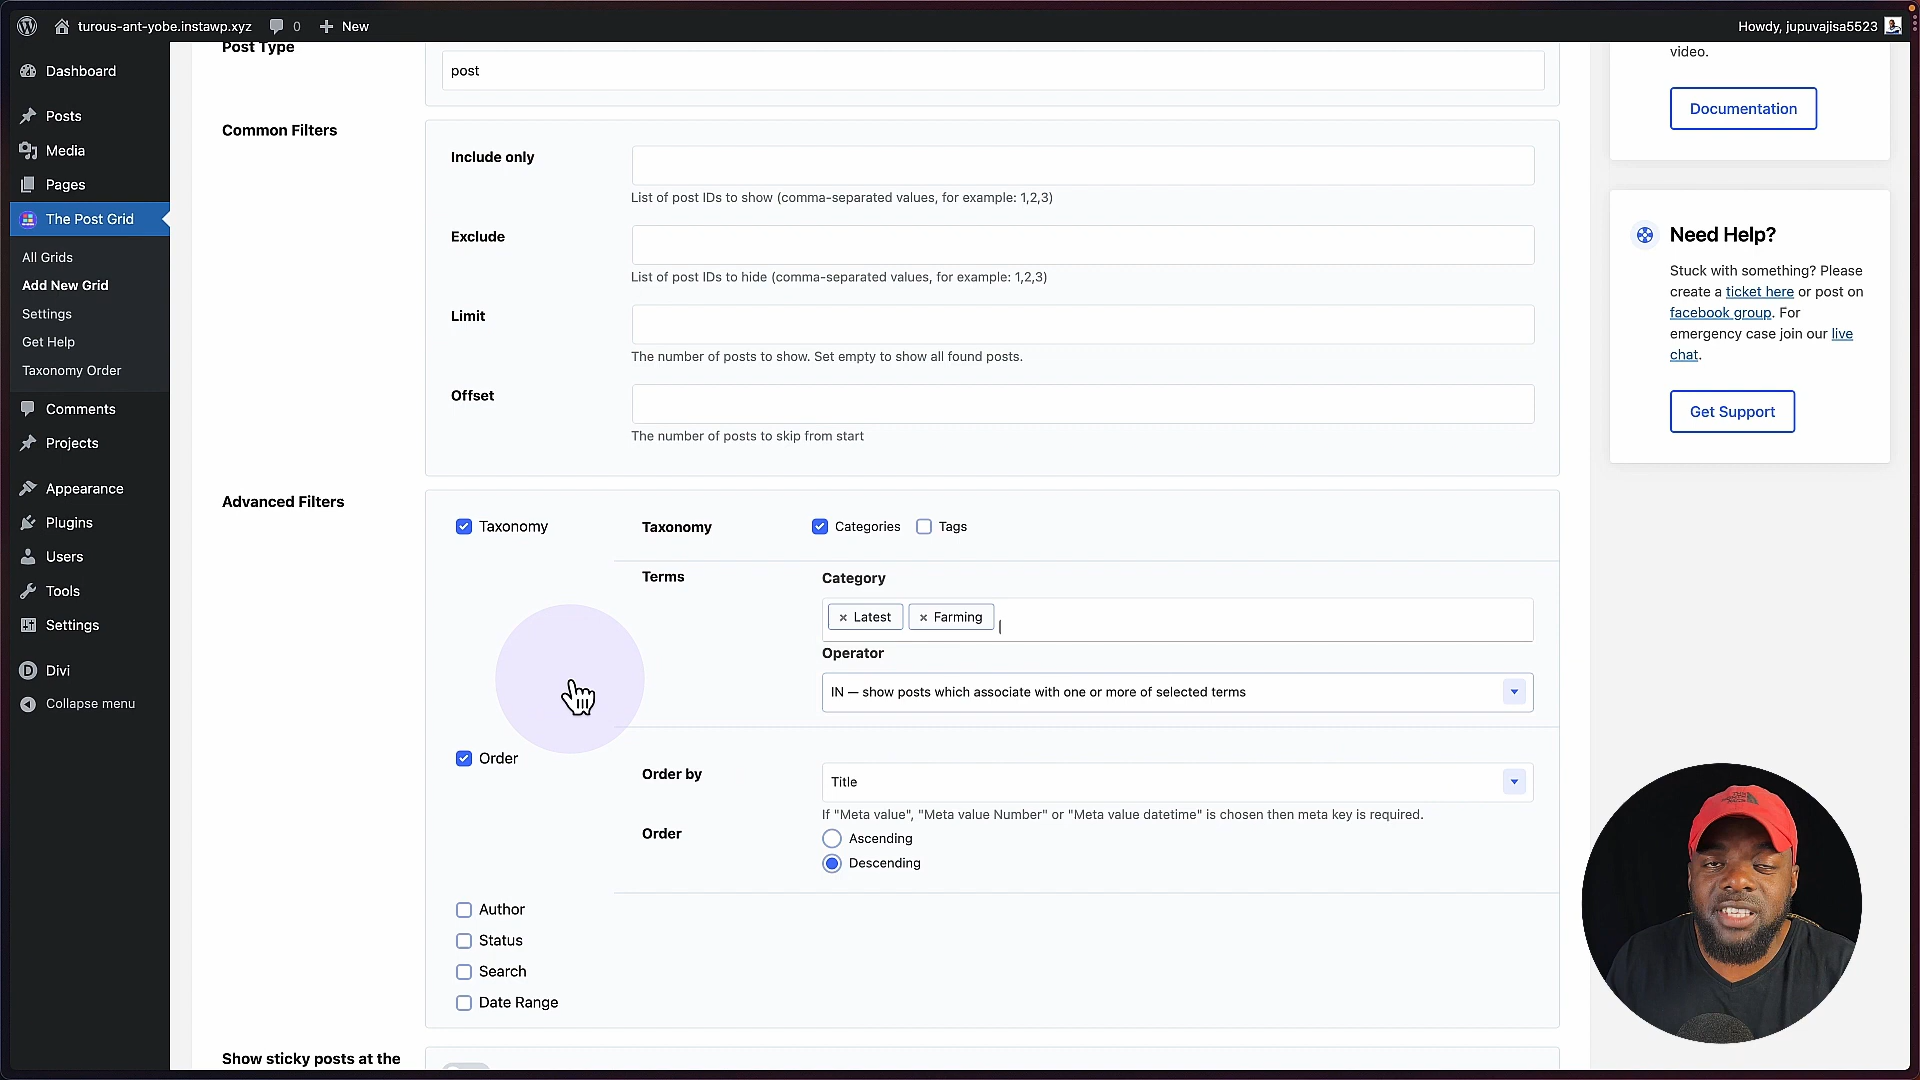 turous-ant-yobe.instawp.xyz
0
New
Howdy, jupuvajisa5523
Dashboard
Posts
Media
Pages
The Post Grid
All Grids
Add New Grid
Settings
Get Help
Taxonomy Order
Comments
Projects
Appearance
Plugins
Users
Tools
Settings
Divi
Collapse menu
Post Type
post
Common Filters
Include only
List of post IDs to show (comma-separated values, for example: 1,2,3)
Exclude
List of post IDs to hide (comma-separated values, for example: 1,2,3)
Limit
The number of posts to show. Set empty to show all found posts.
Offset
The number of posts to skip from start
Advanced Filters
Taxonomy
Taxonomy
Categories
Tags
Terms
Category
× Latest
× Farming
Operator
IN — show posts which associate with one or more of selected terms
Order
Order by
Title
If "Meta value", "Meta value Number" or "Meta value datetime" is chosen then meta key is required.
Order
Ascending
Descending
Author
Status
Search
Date Range
Show sticky posts at the
video.
Documentation
Need Help?
Stuck with something? Please
create a ticket here or post on
facebook group. For
emergency case join our live
chat.
Get Support